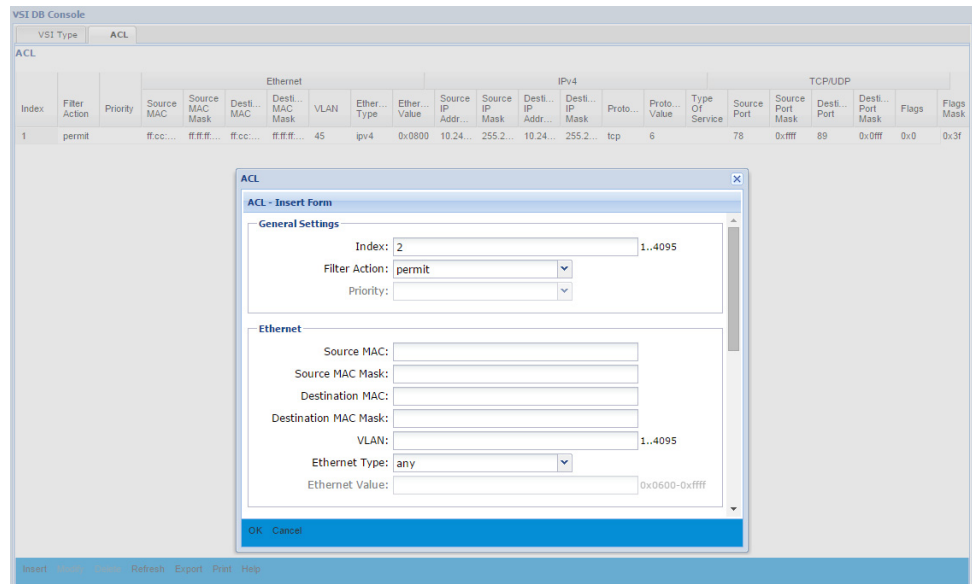 VSI DB Console
VSI Type ACL
ACL
Ethernet IPv4 TCP/UDP
Index Filter Action Priority Source MAC Source MAC Mask Desti... MAC Desti... MAC Mask VLAN Ether... Type Ether... Value Source IP Addr... Source IP Mask Desti... IP Addr... Desti... IP Mask Proto... Proto... Value Type Of Service Source Port Source Port Mask Desti... Port Desti... Port Mask Flags Flags Mask
1 permit ff:cc:... ff:ff:ff:... ff:cc:... ff:ff:ff:... 45 ipv4 0x0800 10.24... 255.2... 10.24... 255.2... tcp 6 78 0xffff 89 0x0fff 0x0 0x3f
ACL
ACL - Insert Form
General Settings
Index: 2 1..4095
Filter Action: permit
Priority:
Ethernet
Source MAC:
Source MAC Mask:
Destination MAC:
Destination MAC Mask:
VLAN: 1..4095
Ethernet Type: any
Ethernet Value: 0x0600-0xffff
OK Cancel
Insert Refresh Export Print Help